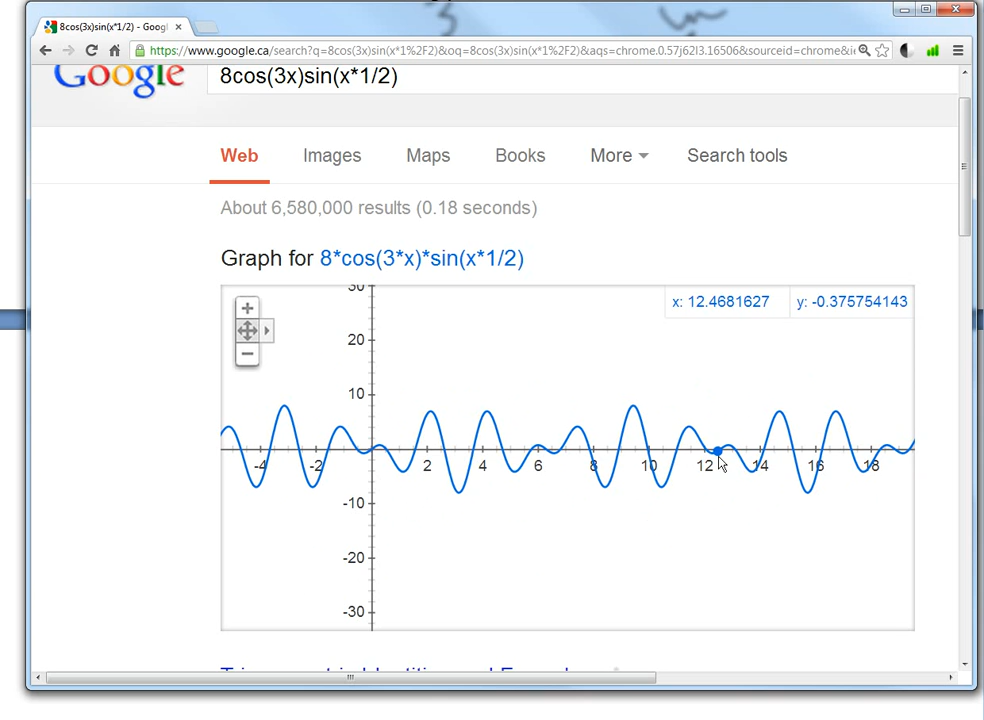 8cos(3x)sin(x*1/2) - Googl
https://www.google.ca/search?q=8cos(3x)sin(x*1%2F2)&oq=8cos(3x)sin(x*1%2F2)&aqs=chrome.0.57j62l3.16506&sourceid=chrome&ie
Google
8cos(3x)sin(x*1/2)
Web Images Maps Books More Search tools
About 6,580,000 results (0.18 seconds)
Graph for 8*cos(3*x)*sin(x*1/2)
x: 12.4681627 y: -0.375754143
30
20
10
-4 -2 2 4 6 8 10 12 14 16 18
-10
-20
-30